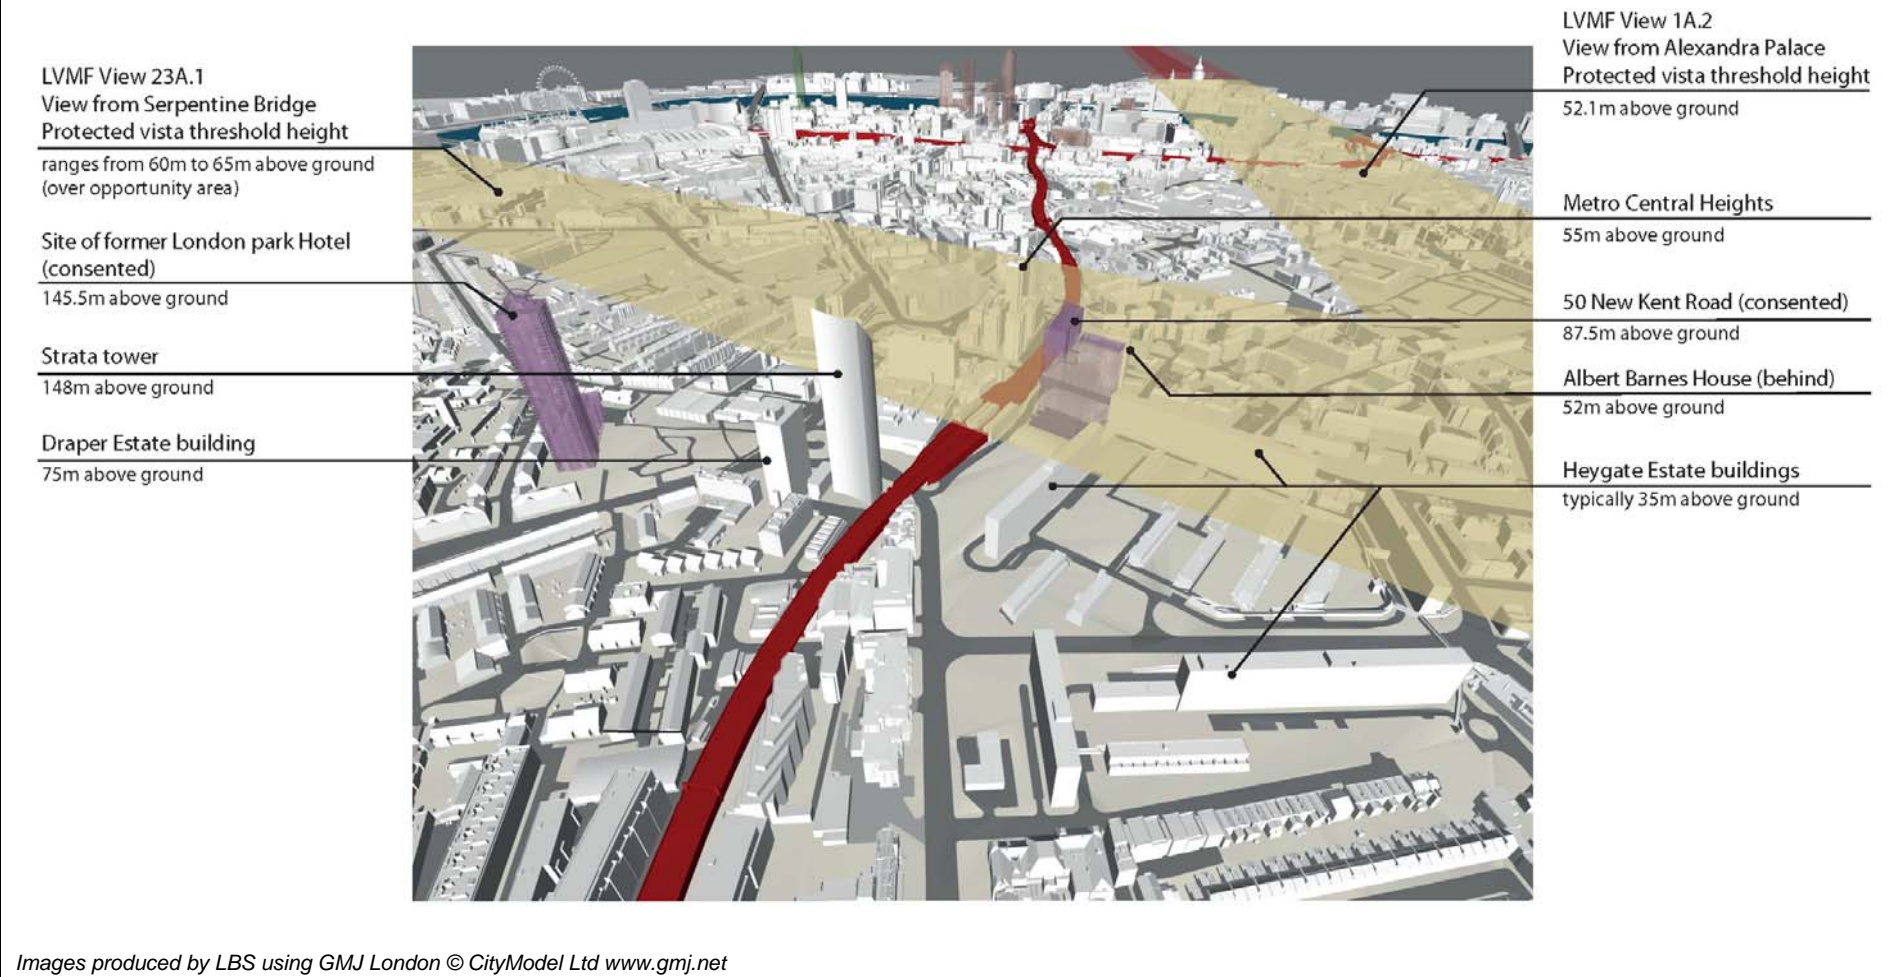 LVMF View 23A.1
View from Serpentine Bridge
Protected vista threshold height
ranges from 60m to 65m above ground
(over opportunity area)
Site of former London park Hotel
(consented)
145.5m above ground
Strata tower
148m above ground
Draper Estate building
75m above ground
LVMF View 1A.2
View from Alexandra Palace
Protected vista threshold height
52.1m above ground
Metro Central Heights
55m above ground
50 New Kent Road (consented)
87.5m above ground
Albert Barnes House (behind)
52m above ground
Heygate Estate buildings
typically 35m above ground
Images produced by LBS using GMJ London © CityModel Ltd www.gmj.net